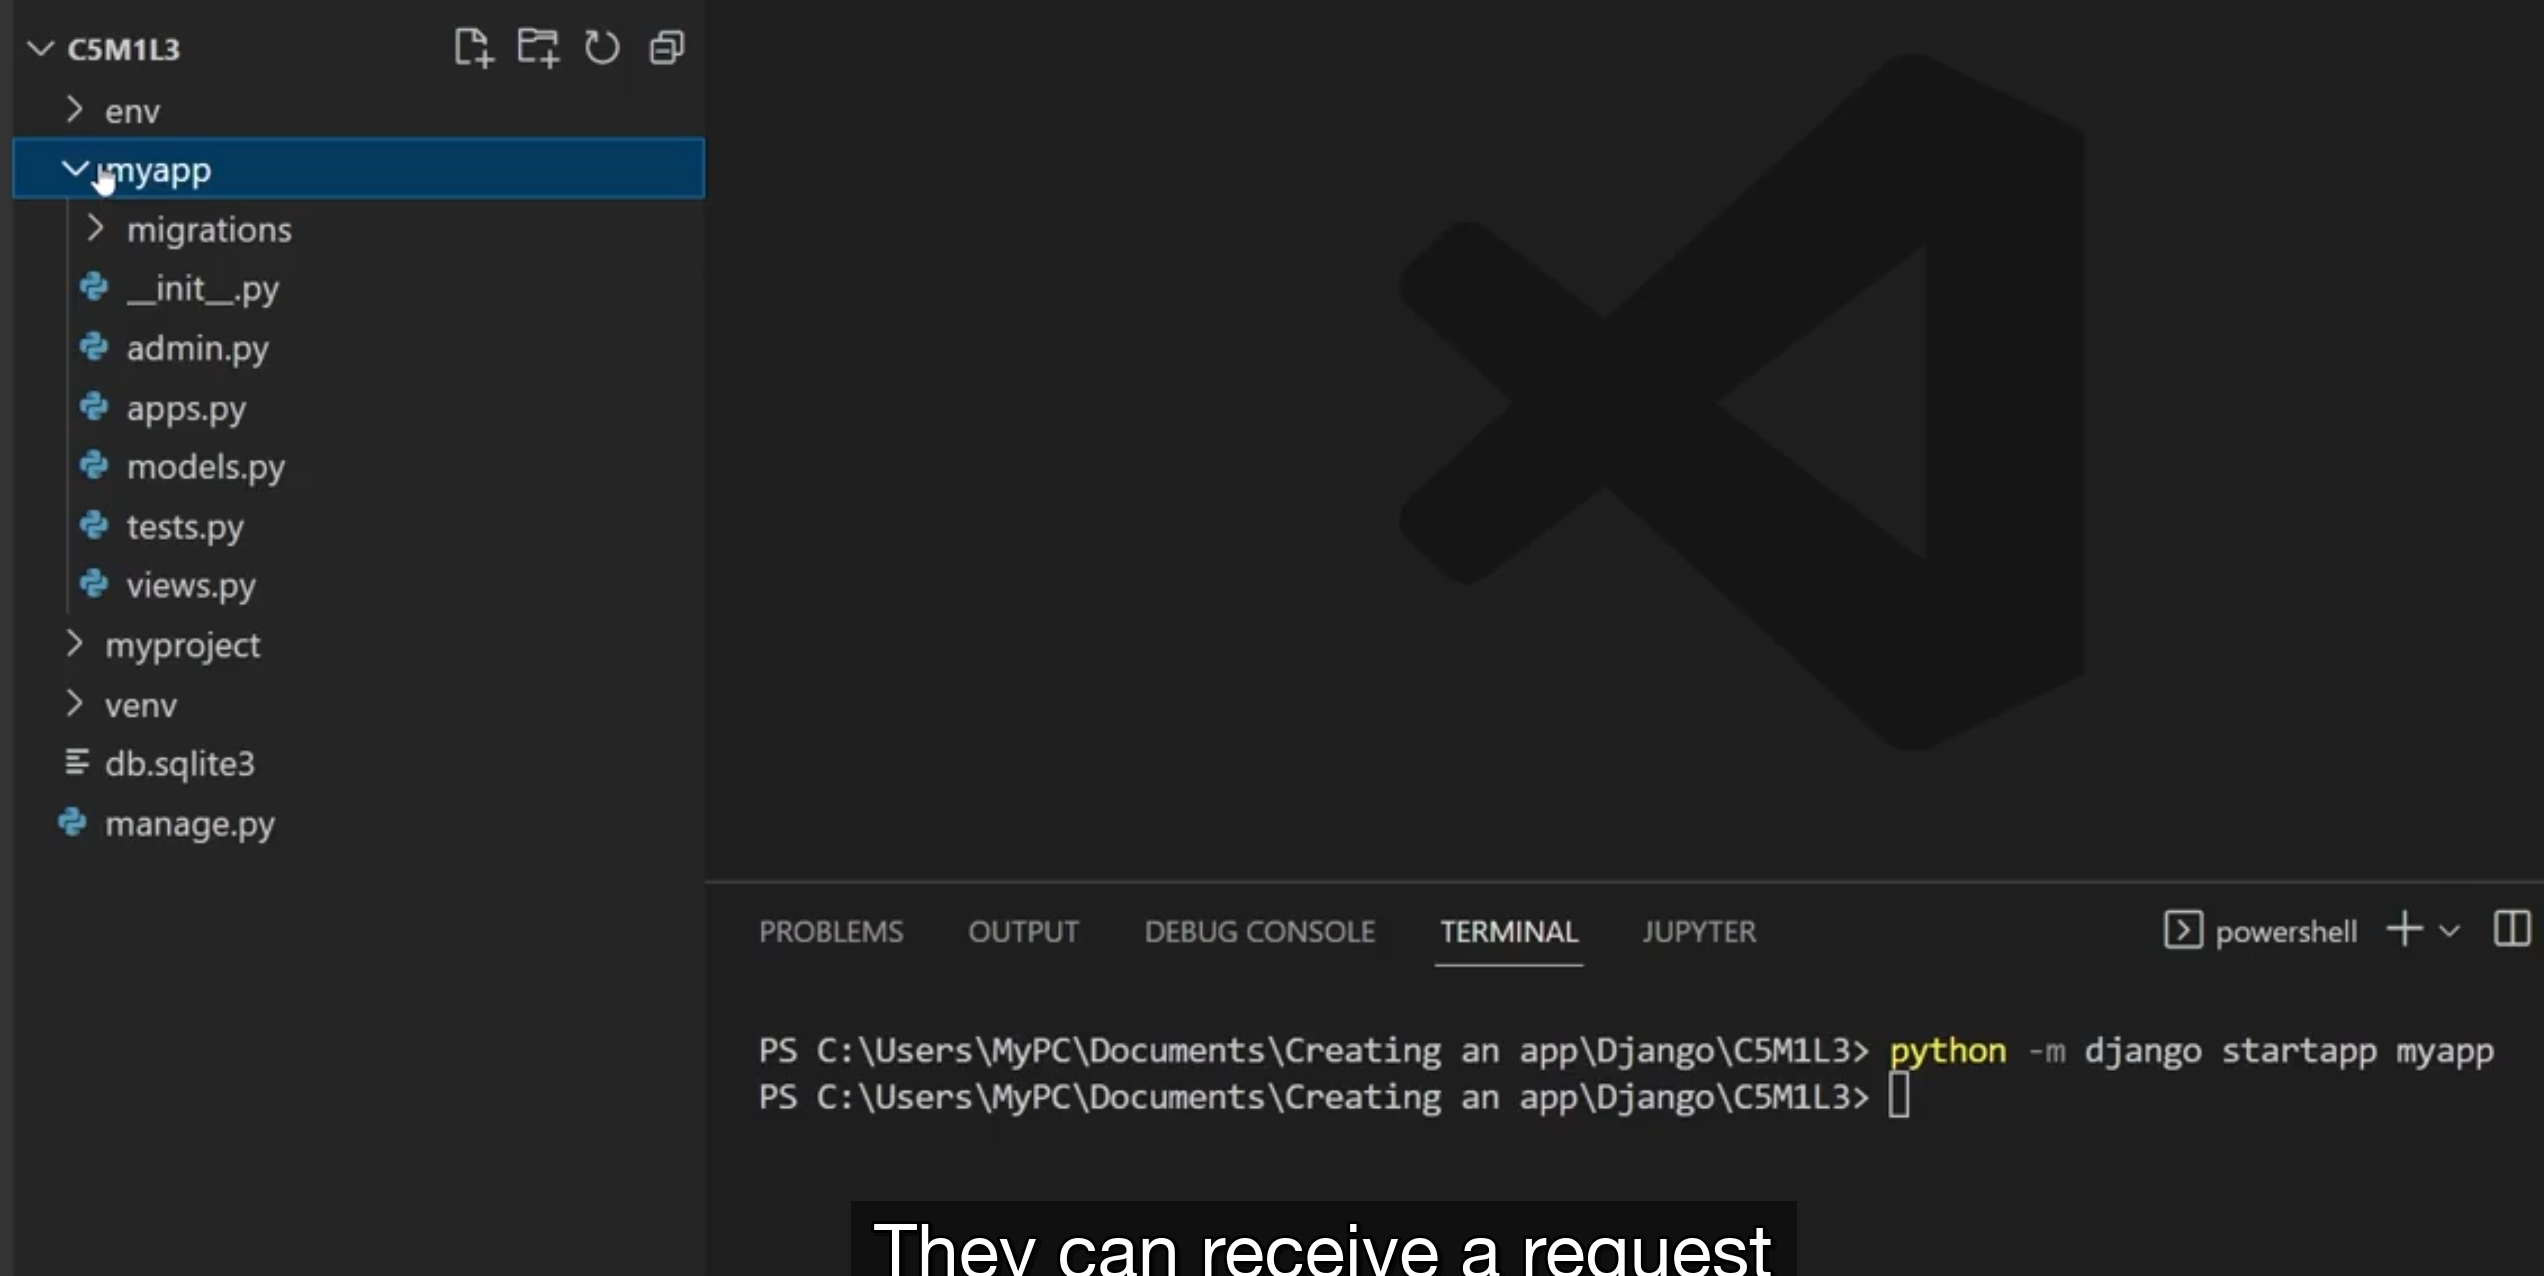 C5M1L3
env
myapp
migrations
__init__.py
admin.py
apps.py
models.py
tests.py
views.py
myproject
venv
db.sqlite3
manage.py
PROBLEMS OUTPUT DEBUG CONSOLE TERMINAL JUPYTER powershell
PS C:\Users\MyPC\Documents\Creating an app\Django\C5M1L3> python -m django startapp myapp
PS C:\Users\MyPC\Documents\Creating an app\Django\C5M1L3>
They can receive a request